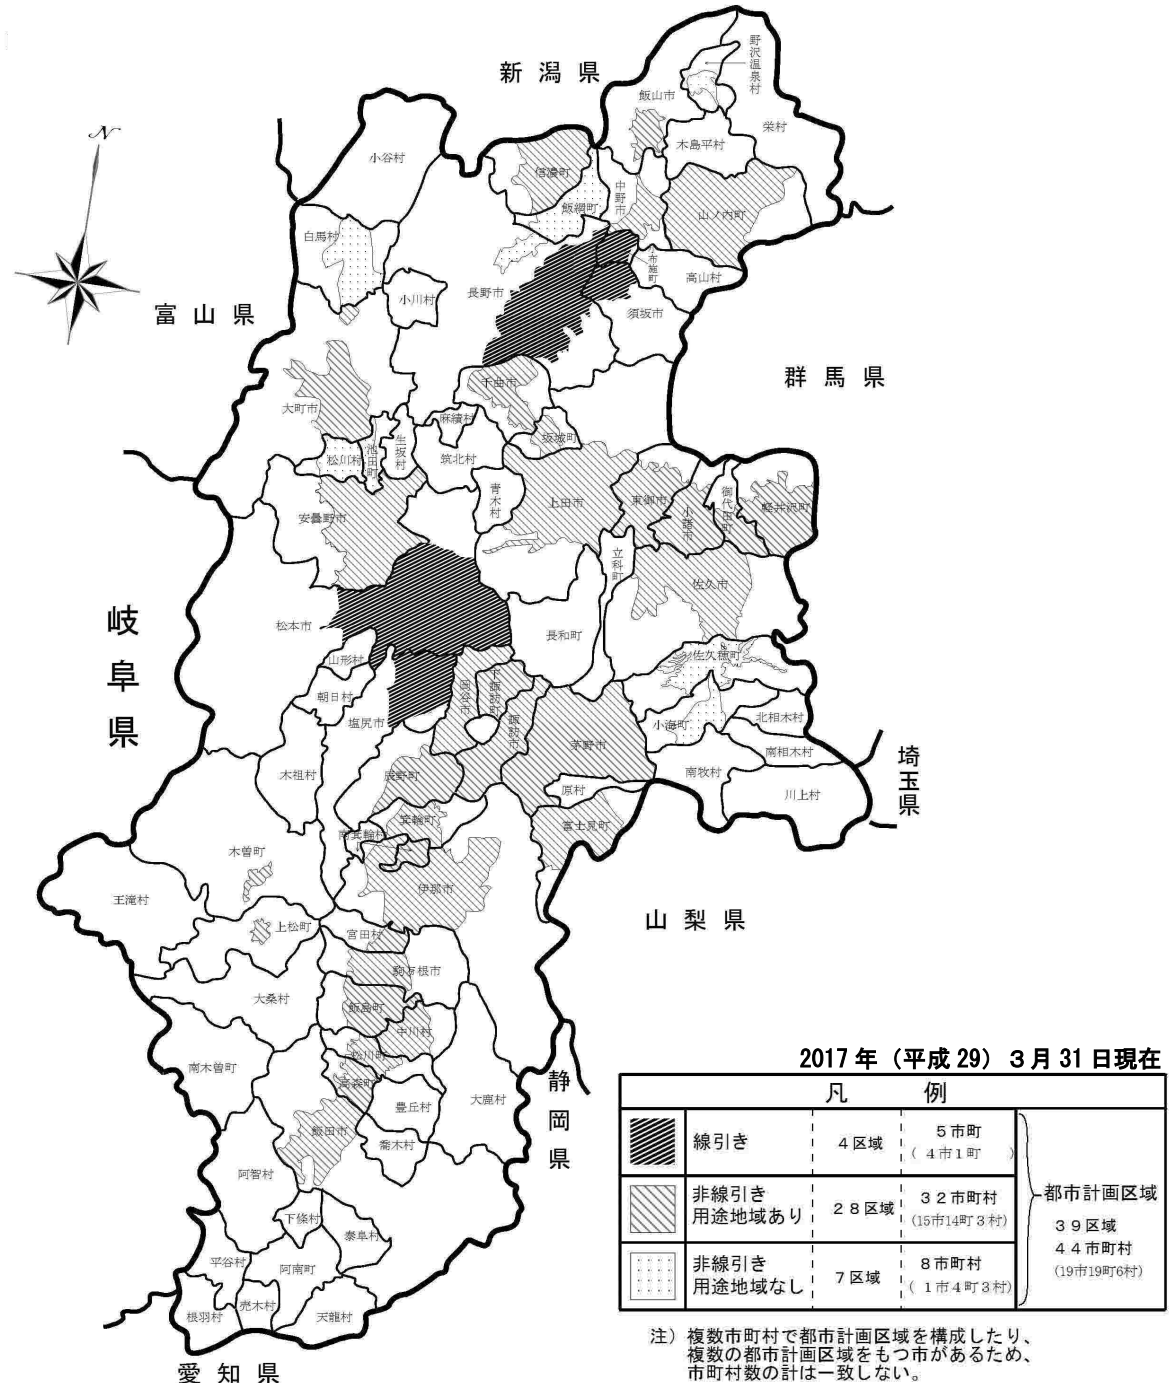 新潟県
野沢温泉村
飯山市
栄村
木島平村
小谷村
信濃町
中野市
飯綱町
山ノ内町
白馬村
小布施町
高山村
長野市
小川村
須坂市
富山県
群馬県
千曲市
大町市
麻績村
生坂村
池田町
坂城町
松川村
筑北村
青木村
上田市
東御市
小諸市
御代田町
軽井沢町
安曇野市
立科町
佐久市
岐阜県
松本市
長和町
山形村
佐久穂町
朝日村
塩尻市
岡谷市
下諏訪町
諏訪市
茅野市
小海町
北相木村
南相木村
埼玉県
木祖村
辰野町
原村
南牧村
川上村
箕輪町
南箕輪村
富士見町
木曽町
伊那市
王滝村
上松町
宮田村
山梨県
駒ヶ根市
大桑村
飯島町
中川村
松川町
南木曽町
高森町
豊丘村
大鹿村
静岡県
飯田市
喬木村
阿智村
下條村
泰阜村
平谷村
阿南町
売木村
根羽村
天龍村
愛知県
N
2017年（平成29）３月31日現在
凡　例
線引き　４区域　５市町
（４市１町　）
非線引き
用途地域あり　２８区域　３２市町村
（15市14町３村）
非線引き
用途地域なし　７区域　８市町村
（１市４町３村）
都市計画区域
３９区域
４４市町村
（19市19町6村）
注）複数市町村で都市計画区域を構成したり、
複数の都市計画区域をもつ市があるため、
市町村数の計は一致しない。